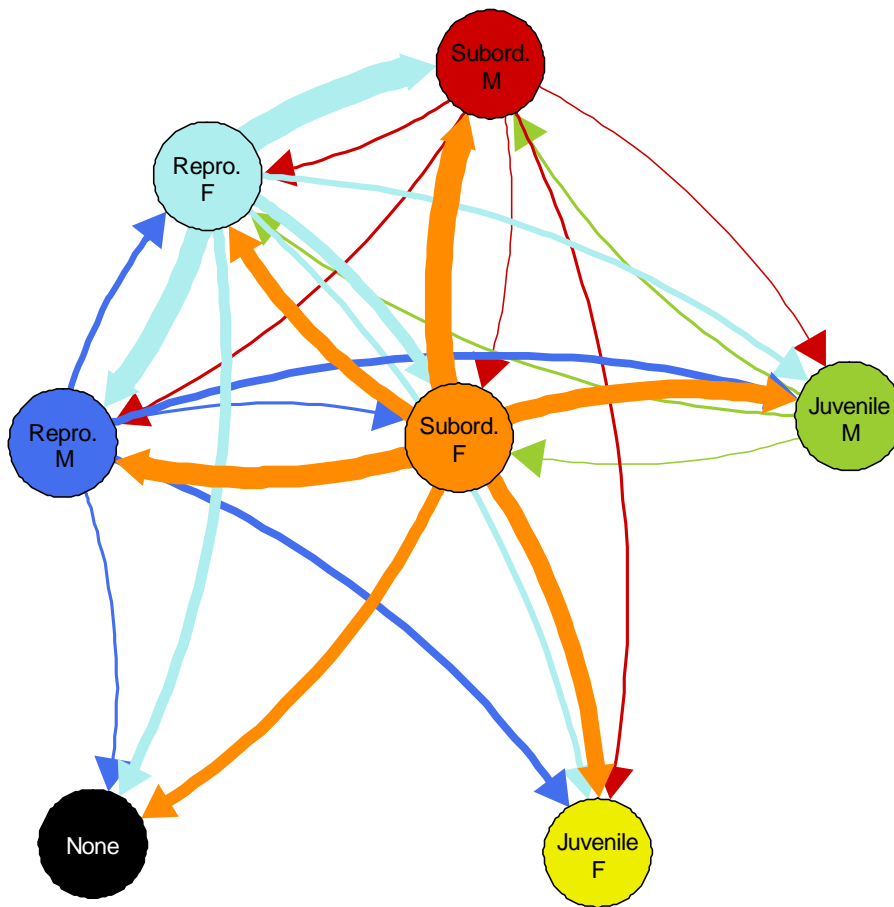 Subord.
M
Repro.
F
Juvenile
M
Repro.
M
Subord.
F
None
Juvenile
F